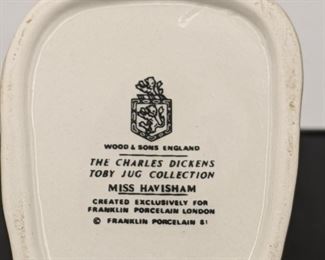 WOOD & SONS ENGLAND
THE CHARLES DICKENS
TOBY JUG COLLECTION
MISS HAVISHAM
CREATED EXCLUSIVELY FOR
FRANKLIN PORCELAIN LONDON
© FRANKLIN PORCELAIN 81